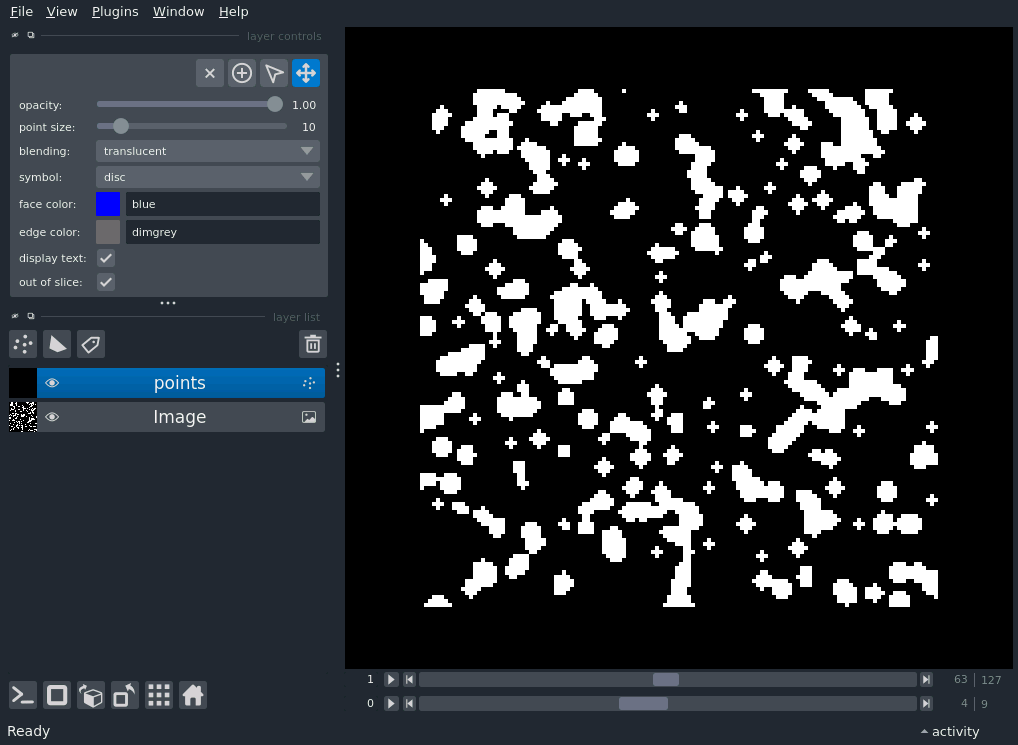 File View Plugins Window Help
layer controls
opacity: 1.00
point size: 10
blending: translucent
symbol: disc
face color: blue
edge color: dimgrey
display text:
out of slice:
layer list
points
Image
1 63 | 127
0 4 | 9
Ready activity